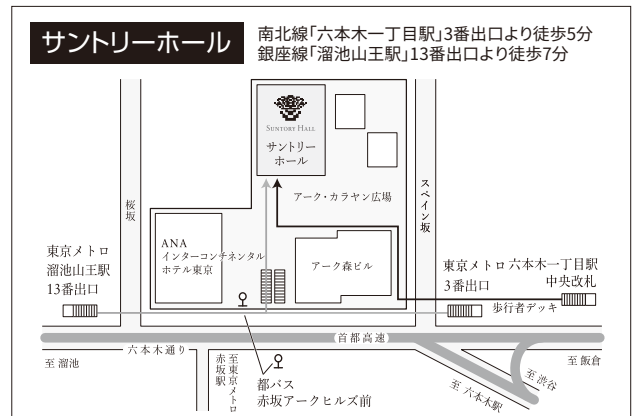 サントリーホール
南北線「六本木一丁目駅」3番出口より徒歩5分
銀座線「溜池山王駅」13番出口より徒歩7分
SUNTORY HALL
サントリー
ホール
桜坂
スペイン坂
アーク・カラヤン広場
ANA
インターコンチネンタル
ホテル東京
アーク森ビル
東京メトロ
溜池山王駅
13番出口
東京メトロ
3番出口
六本木一丁目駅
中央改札
歩行者デッキ
首都高速
六本木通り
至 溜池
至東京メトロ
赤坂駅
都バス
赤坂アークヒルズ前
至 六本木駅
至 渋谷
至 飯倉